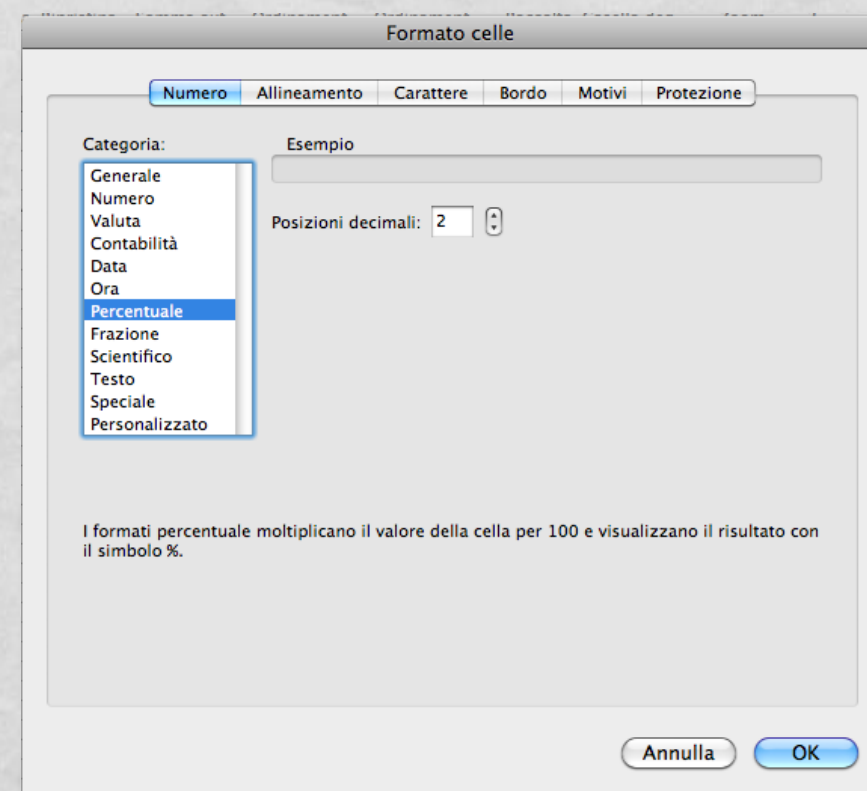 Formato celle
Numero Allineamento Carattere Bordo Motivi Protezione
Categoria:
Esempio
Generale
Numero
Valuta
Contabilità
Data
Ora
Percentuale
Frazione
Scientifico
Testo
Speciale
Personalizzato
Posizioni decimali: 2
I formati percentuale moltiplicano il valore della cella per 100 e visualizzano il risultato con
il simbolo %.
Annulla OK